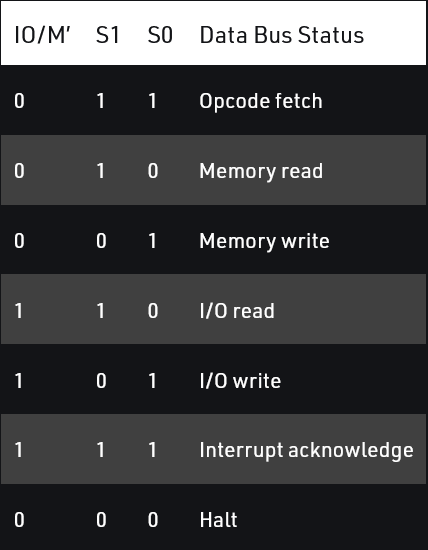 IO/M’ S1 S0 Data Bus Status
0 1 1 Opcode fetch
0 1 0 Memory read
0 0 1 Memory write
1 1 0 I/O read
1 0 1 I/O write
1 1 1 Interrupt acknowledge
0 0 0 Halt